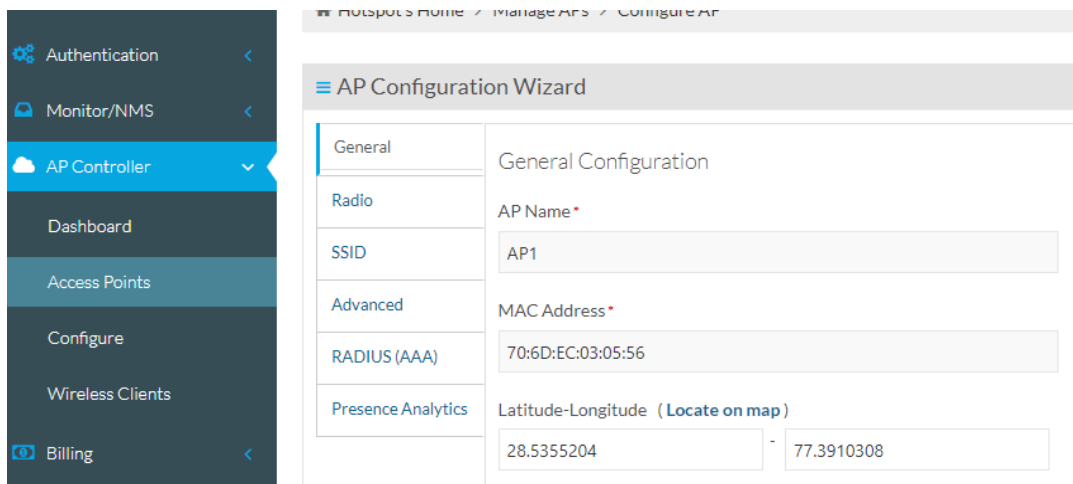 Hotspot's Home > Manage APs > Configure AP
Authentication
Monitor/NMS
AP Controller
Dashboard
Access Points
Configure
Wireless Clients
Billing
AP Configuration Wizard
General
Radio
SSID
Advanced
RADIUS (AAA)
Presence Analytics
General Configuration
AP Name*
AP1
MAC Address*
70:6D:EC:03:05:56
Latitude-Longitude (Locate on map)
28.5355204 - 77.3910308